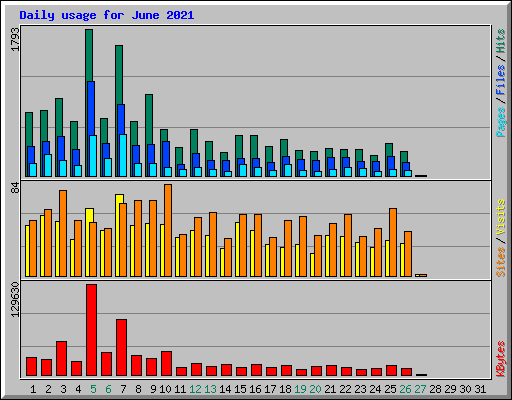 Daily usage for June 2021
1793
Pages / Files / Hits
84
Sites / Visits
129630
KBytes
1 2 3 4 5 6 7 8 9 10 11 12 13 14 15 16 17 18 19 20 21 22 23 24 25 26 27 28 29 30 31